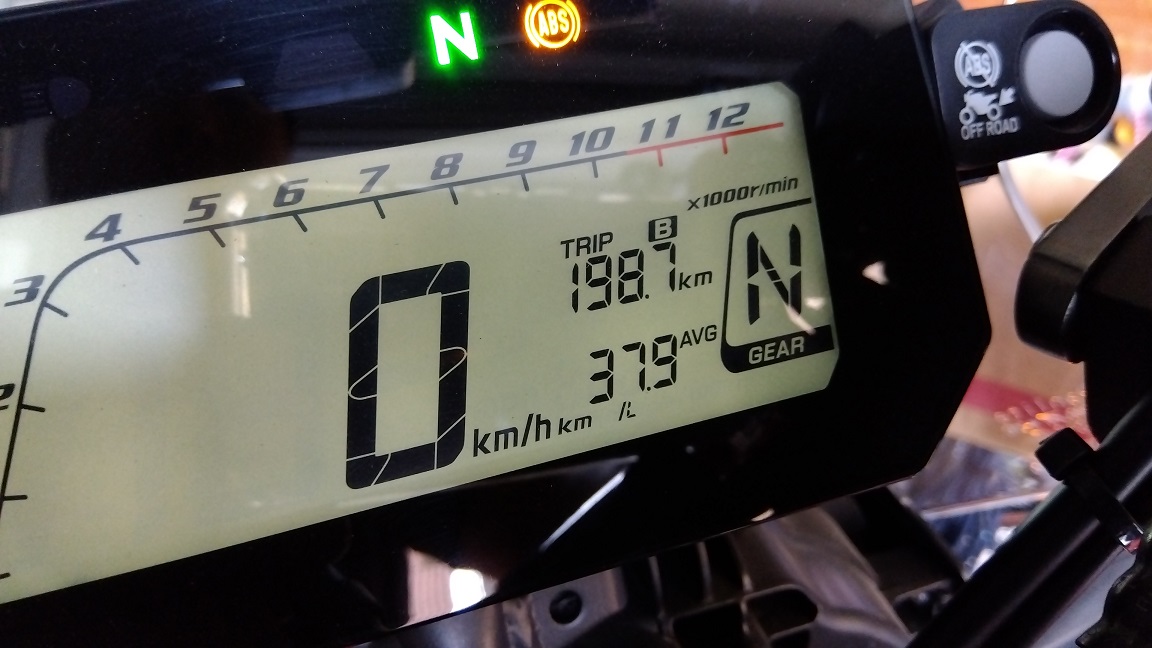 N ABS
ABS
OFF ROAD
2 3 4 5 6 7 8 9 10 11 12
x1000r/min
TRIP B
198.7 km
37.9 AVG
km/L
0 km/h
N
GEAR